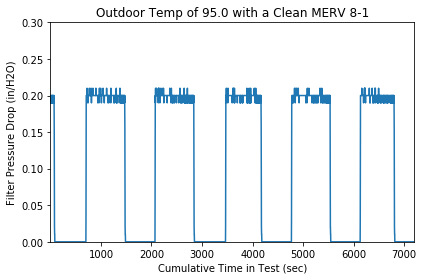 Outdoor Temp of 95.0 with a Clean MERV 8-1
Filter Pressure Drop (in/H2O)
0.30
0.25
0.20
0.15
0.10
0.05
0.00
1000 2000 3000 4000 5000 6000 7000
Cumulative Time in Test (sec)